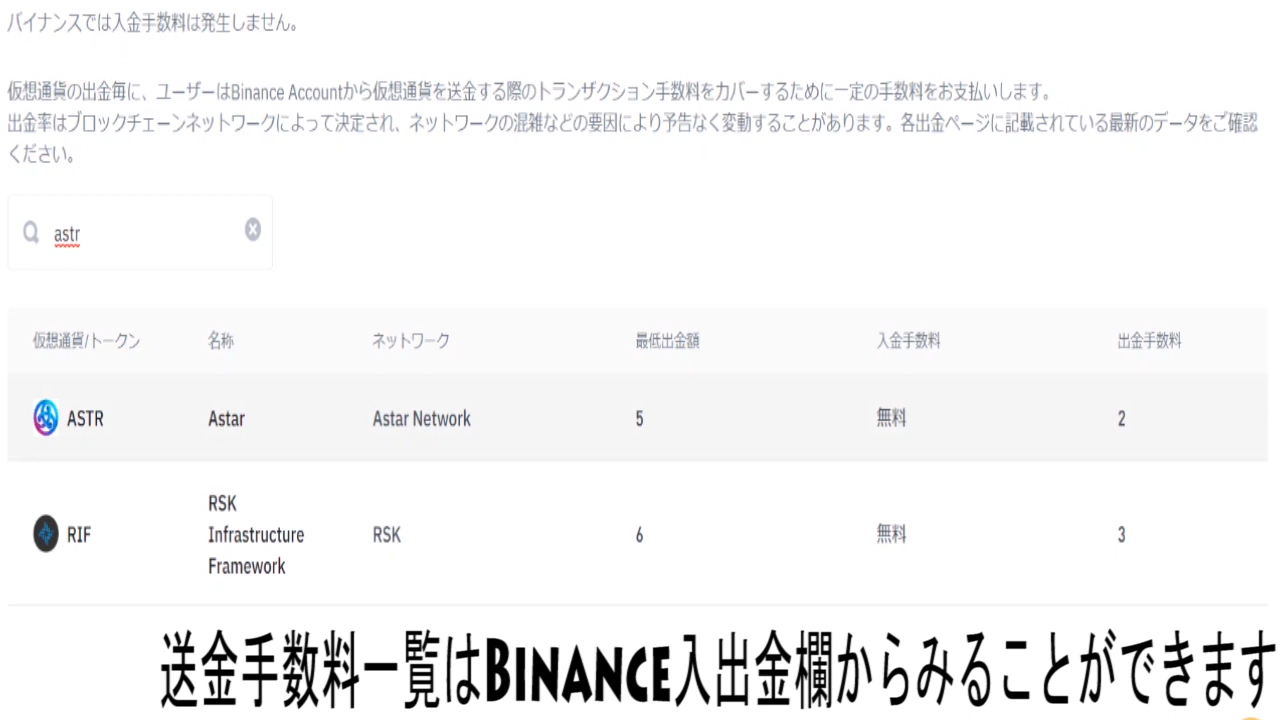 バイナンスでは入金手数料は発生しません。
仮想通貨の出金毎に、ユーザーはBinance Accountから仮想通貨を送金する際のトランザクション手数料をカバーするために一定の手数料をお支払いします。
出金率はブロックチェーンネットワークによって決定され、ネットワークの混雑などの要因により予告なく変動することがあります。各出金ページに記載されている最新のデータをご確認
ください。
astr
仮想通貨/トークン 名称 ネットワーク 最低出金額 入金手数料 出金手数料
ASTR Astar Astar Network 5 無料 2
RSK
RIF Infrastructure RSK 6 無料 3
Framework
送金手数料一覧はBINANCE入出金欄からみることができます